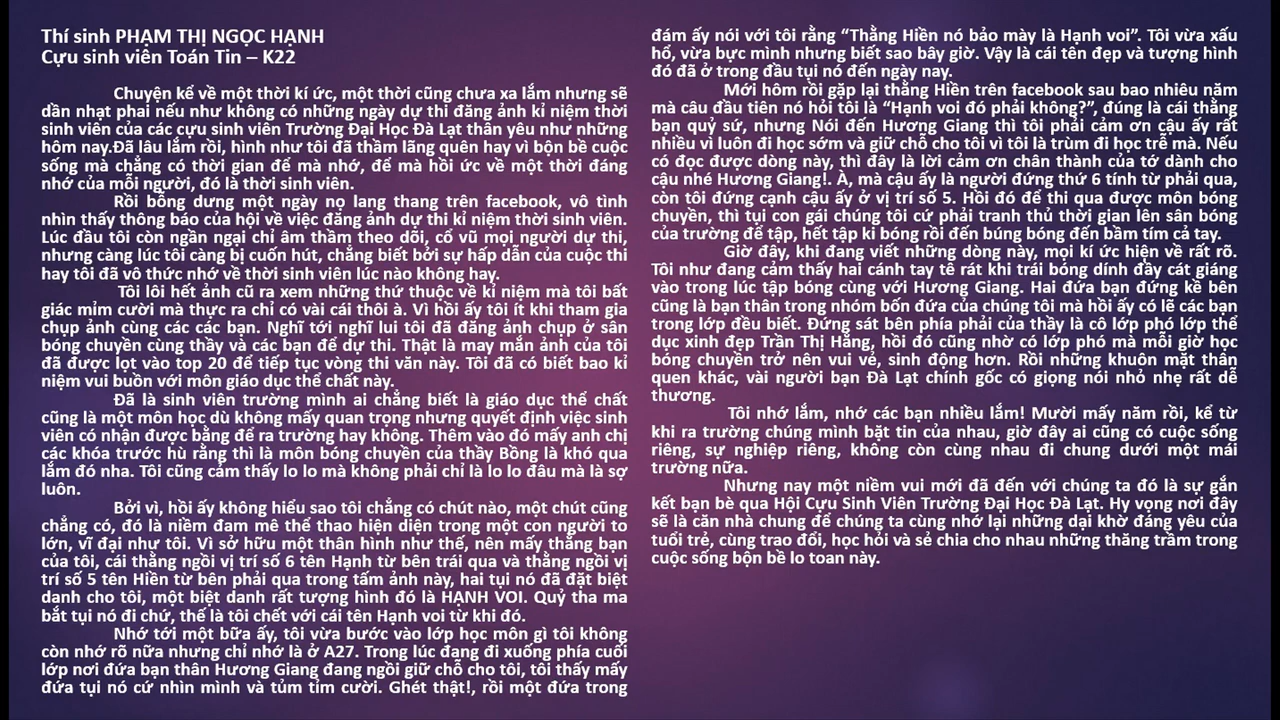 Thí sinh PHẠM THỊ NGỌC HẠNH
Cựu sinh viên Toán Tin – K22
Chuyện kể về một thời kí ức, một thời cũng chưa xa lắm nhưng sẽ
dần nhạt phai nếu như không có những ngày dự thi đăng ảnh kỉ niệm thời
sinh viên của các cựu sinh viên Trường Đại Học Đà Lạt thân yêu như những
hôm nay.Đã lâu lắm rồi, hình như tôi đã thầm lãng quên hay vì bộn bề cuộc
sống mà chẳng có thời gian để mà nhớ, để mà hồi ức về một thời đáng
nhớ của mỗi người, đó là thời sinh viên.
Rồi bỗng dưng một ngày nọ lang thang trên facebook, vô tình
nhìn thấy thông báo của hội về việc đăng ảnh dự thi kỉ niệm thời sinh viên.
Lúc đầu tôi còn ngần ngại chỉ âm thầm theo dõi, cổ vũ mọi người dự thi,
nhưng càng lúc tôi càng bị cuốn hút, chẳng biết bởi sự hấp dẫn của cuộc thi
hay tôi đã vô thức nhớ về thời sinh viên lúc nào không hay.
Tôi lôi hết ảnh cũ ra xem những thứ thuộc về kỉ niệm mà tôi bất
giác mỉm cười mà thực ra chỉ có vài cái thôi à. Vì hồi ấy tôi ít khi tham gia
chụp ảnh cùng các các bạn. Nghĩ tới nghĩ lui tôi đã đăng ảnh chụp ở sân
bóng chuyền cùng thầy và các bạn để dự thi. Thật là may mắn ảnh của tôi
đã được lọt vào top 20 để tiếp tục vòng thi văn này. Tôi đã có biết bao kỉ
niệm vui buồn với môn giáo dục thể chất này.
Đã là sinh viên trường mình ai chẳng biết là giáo dục thể chất
cũng là một môn học dù không mấy quan trọng nhưng quyết định việc sinh
viên có nhận được bằng để ra trường hay không. Thêm vào đó mấy anh chị
các khóa trước hù rằng thì là môn bóng chuyền của thầy Bồng là khó qua
lắm đó nha. Tôi cũng cảm thấy lo lo mà không phải chỉ là lo lo đâu mà là sợ
luôn.
Bởi vì, hồi ấy không hiểu sao tôi chẳng có chút nào, một chút cũng
chẳng có, đó là niềm đam mê thể thao hiện diện trong một con người to
lớn, vĩ đại như tôi. Vì sở hữu một thân hình như thế, nên mấy thằng bạn
của tôi, cái thằng ngồi vị trí số 6 tên Hạnh từ bên trái qua và thằng ngồi vị
trí số 5 tên Hiền từ bên phải qua trong tấm ảnh này, hai tụi nó đã đặt biệt
danh cho tôi, một biệt danh rất tượng hình đó là HẠNH VOI. Quỷ tha ma
bắt tụi nó đi chứ, thế là tôi chết với cái tên Hạnh voi từ khi đó.
Nhớ tới một bữa ấy, tôi vừa bước vào lớp học môn gì tôi không
còn nhớ rõ nữa nhưng chỉ nhớ là ở A27. Trong lúc đang đi xuống phía cuối
lớp nơi đứa bạn thân Hương Giang đang ngồi giữ chỗ cho tôi, tôi thấy mấy
đứa tụi nó cứ nhìn mình và tủm tỉm cười. Ghét thật!, rồi một đứa trong
đám ấy nói với tôi rằng “Thằng Hiền nó bảo mày là Hạnh voi”. Tôi vừa xấu
hổ, vừa bực mình nhưng biết sao bây giờ. Vậy là cái tên đẹp và tượng hình
đó đã ở trong đầu tụi nó đến ngày nay.
Mới hôm rồi gặp lại thằng Hiền trên facebook sau bao nhiêu năm
mà câu đầu tiên nó hỏi tôi là “Hạnh voi đó phải không?”, đúng là cái thằng
bạn quỷ sứ, nhưng Nói đến Hương Giang thì tôi phải cảm ơn cậu ấy rất
nhiều vì luôn đi học sớm và giữ chỗ cho tôi vì tôi là trùm đi học trễ mà. Nếu
có đọc được dòng này, thì đây là lời cảm ơn chân thành của tớ dành cho
cậu nhé Hương Giang!. À, mà cậu ấy là người đứng thứ 6 tính từ phải qua,
còn tôi đứng cạnh cậu ấy ở vị trí số 5. Hồi đó để thi qua được môn bóng
chuyền, thì tụi con gái chúng tôi cứ phải tranh thủ thời gian lên sân bóng
của trường để tập, hết tập kỉ bóng rồi đến búng bóng đến bầm tím cả tay.
Giờ đây, khi đang viết những dòng này, mọi kí ức hiện về rất rõ.
Tôi như đang cảm thấy hai cánh tay tê rát khi trái bóng dính đầy cát giáng
vào trong lúc tập bóng cùng với Hương Giang. Hai đứa bạn đứng kề bên
cũng là bạn thân trong nhóm bốn đứa của chúng tôi mà hồi ấy có lẽ các bạn
trong lớp đều biết. Đứng sát bên phía phải của thầy là cô lớp phó lớp thể
dục xinh đẹp Trần Thị Hằng, hồi đó cũng nhờ có lớp phó mà mỗi giờ học
bóng chuyền trở nên vui vẻ, sinh động hơn. Rồi những khuôn mặt thân
quen khác, vài người bạn Đà Lạt chính gốc có giọng nói nhỏ nhẹ rất dễ
thương.
Tôi nhớ lắm, nhớ các bạn nhiều lắm! Mười mấy năm rồi, kể từ
khi ra trường chúng mình bặt tin của nhau, giờ đây ai cũng có cuộc sống
riêng, sự nghiệp riêng, không còn cùng nhau đi chung dưới một mái
trường nữa.
Nhưng nay một niềm vui mới đã đến với chúng ta đó là sự gắn
kết bạn bè qua Hội Cựu Sinh Viên Trường Đại Học Đà Lạt. Hy vọng nơi đây
sẽ là căn nhà chung để chúng ta cùng nhớ lại những dại khờ đáng yêu của
tuổi trẻ, cùng trao đổi, học hỏi và sẻ chia cho nhau những thăng trầm trong
cuộc sống bộn bề lo toan này.